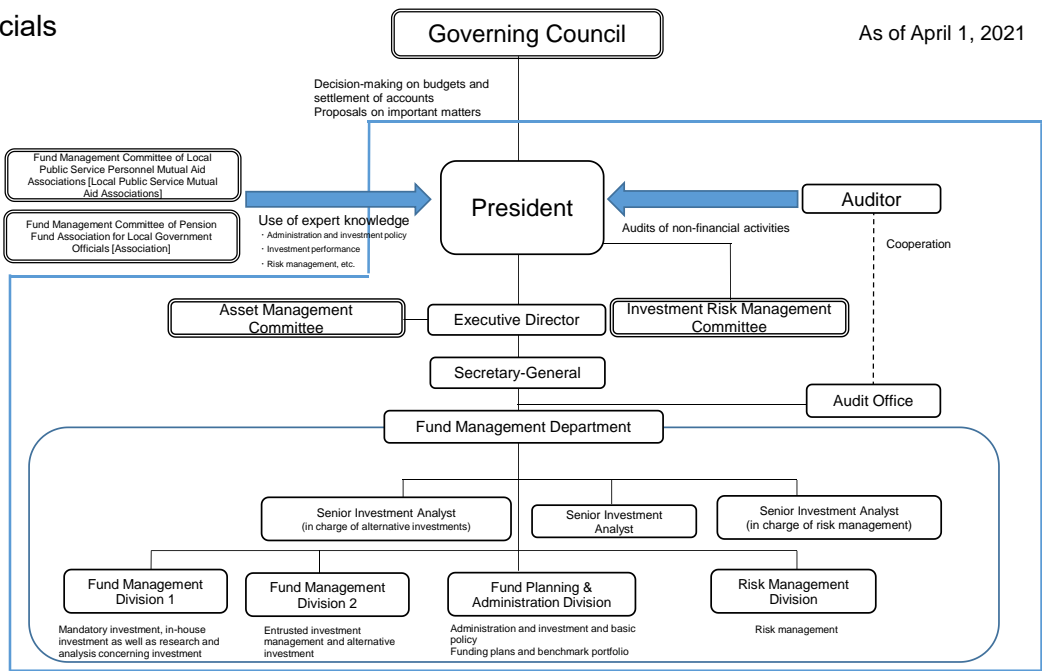 cials
Governing Council
As of April 1, 2021
Decision-making on budgets and
settlement of accounts
Proposals on important matters
Fund Management Committee of Local
Public Service Personnel Mutual Aid
Associations [Local Public Service Mutual
Aid Associations]
Fund Management Committee of Pension
Fund Association for Local Government
Officials [Association]
Use of expert knowledge
・Administration and investment policy
・Investment performance
・Risk management, etc.
President
Auditor
Audits of non-financial activities
Cooperation
Asset Management
Committee
Executive Director
Investment Risk Management
Committee
Secretary-General
Audit Office
Fund Management Department
Senior Investment Analyst
(in charge of alternative investments)
Senior Investment
Analyst
Senior Investment Analyst
(in charge of risk management)
Fund Management
Division 1
Fund Management
Division 2
Fund Planning &
Administration Division
Risk Management
Division
Mandatory investment, in-house
investment as well as research and
analysis concerning investment
Entrusted investment
management and alternative
investment
Administration and investment and basic
policy
Funding plans and benchmark portfolio
Risk management